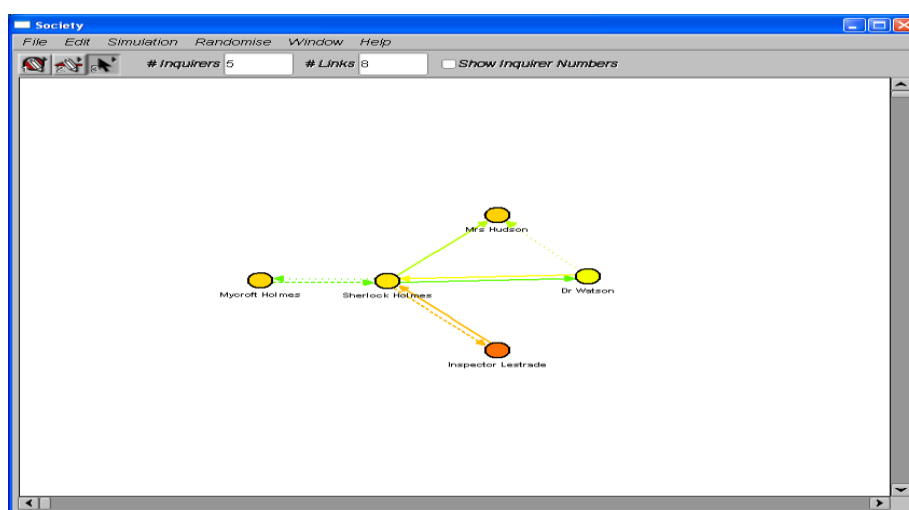 Society
File Edit Simulation Randomise Window Help
# Inquirers 5 # Links 8 Show Inquirer Numbers
Mrs Hudson
Mycroft Holmes Sherlock Holmes Dr Watson
Inspector Lestrade